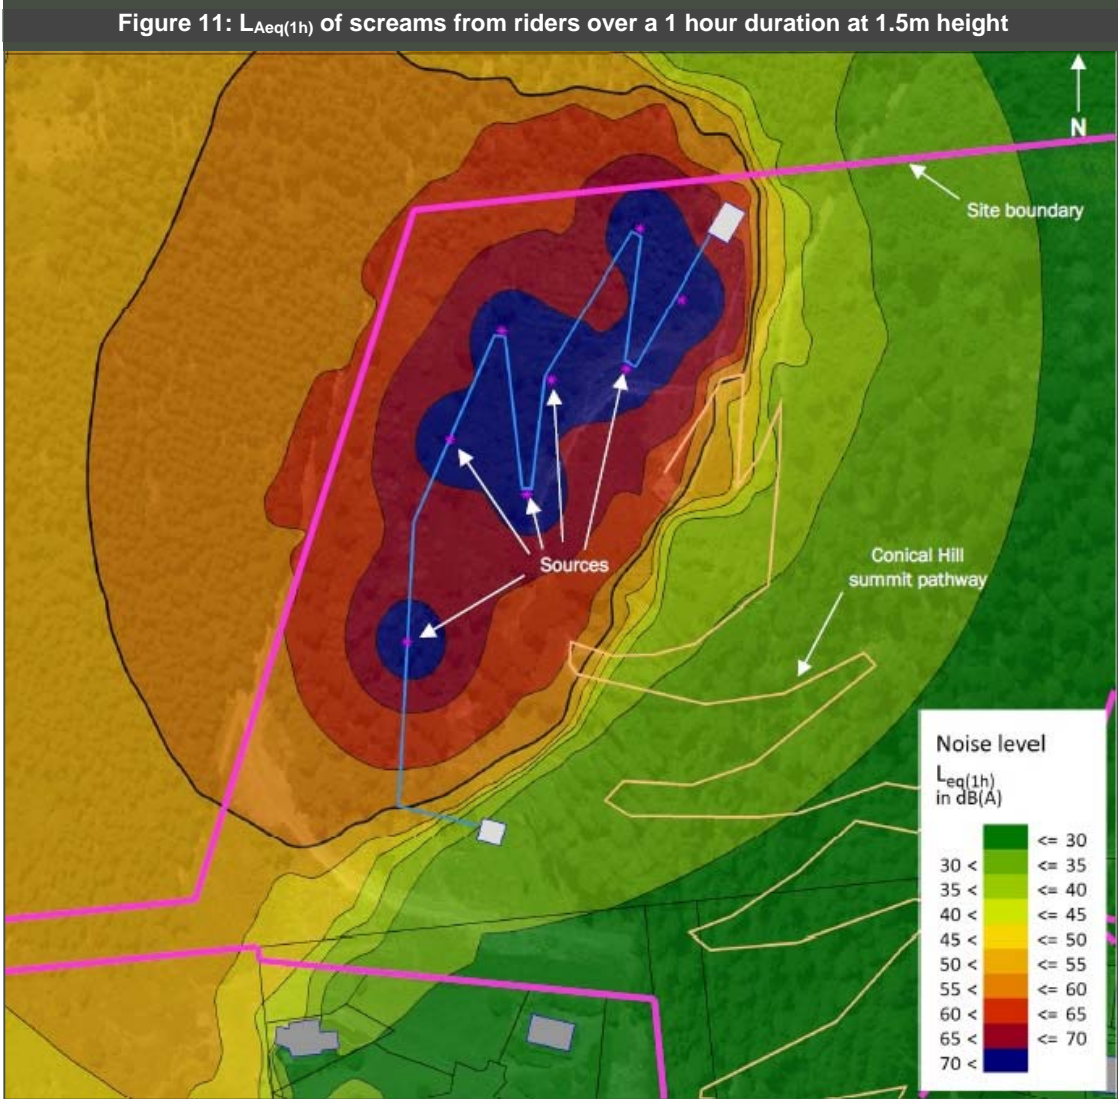 Figure 11: LAeq(1h) of screams from riders over a 1 hour duration at 1.5m height
N
Site boundary
Sources
Conical Hill
summit pathway
Noise level
Leq(1h)
in dB(A)
<= 30
30 < <= 35
35 < <= 40
40 < <= 45
45 < <= 50
50 < <= 55
55 < <= 60
60 < <= 65
65 < <= 70
70 <